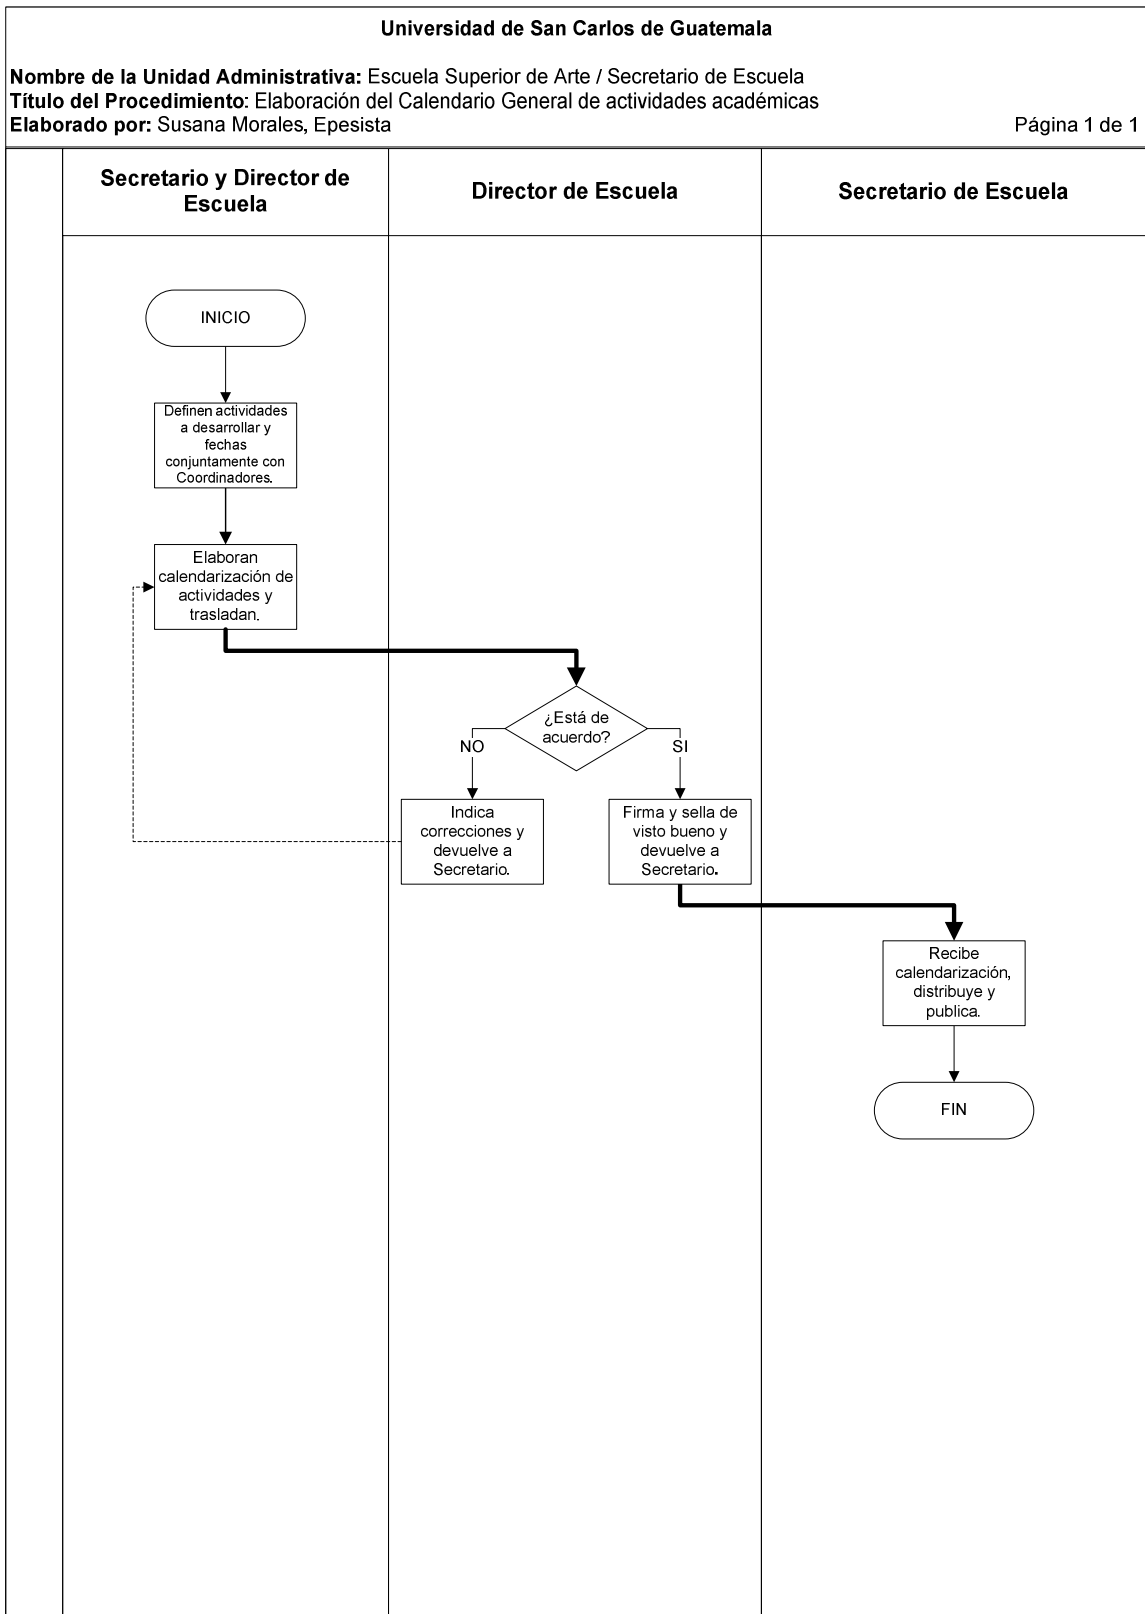 Universidad de San Carlos de Guatemala
Nombre de la Unidad Administrativa: Escuela Superior de Arte / Secretario de Escuela
Título del Procedimiento: Elaboración del Calendario General de actividades académicas
Elaborado por: Susana Morales, Epesista
Página 1 de 1
Secretario y Director de
Escuela
Director de Escuela
Secretario de Escuela
INICIO
Definen actividades
a desarrollar y
fechas
conjuntamente con
Coordinadores.
Elaboran
calendarización de
actividades y
trasladan.
¿Está de
acuerdo?
NO
SI
Indica
correcciones y
devuelve a
Secretario.
Firma y sella de
visto bueno y
devuelve a
Secretario.
Recibe
calendarización,
distribuye y
publica.
FIN